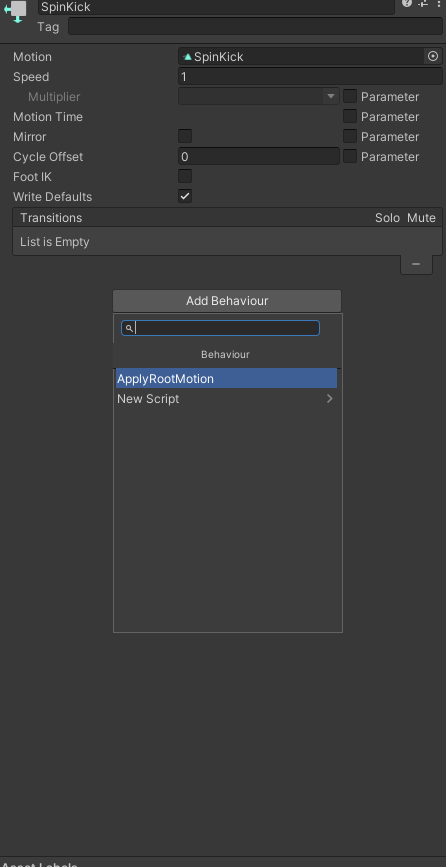 SpinKick
Tag
Motion SpinKick
Speed 1
Multiplier Parameter
Motion Time Parameter
Mirror Parameter
Cycle Offset 0 Parameter
Foot IK
Write Defaults
Transitions Solo Mute
List is Empty
Add Behaviour
Behaviour
ApplyRootMotion
New Script
Asset Labels